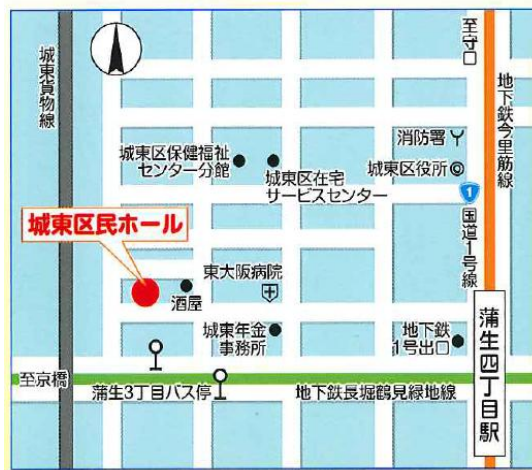 至守口
城東貨物線
地下鉄今里筋線
消防署
城東区保健福祉
センター分館
城東区役所
城東区在宅
サービスセンター
1
国道1号線
城東区民ホール
東大阪病院
酒屋
蒲生四丁目駅
城東年金
事務所
地下鉄
1号出口
至京橋
蒲生3丁目バス停
地下鉄長堀鶴見緑地線